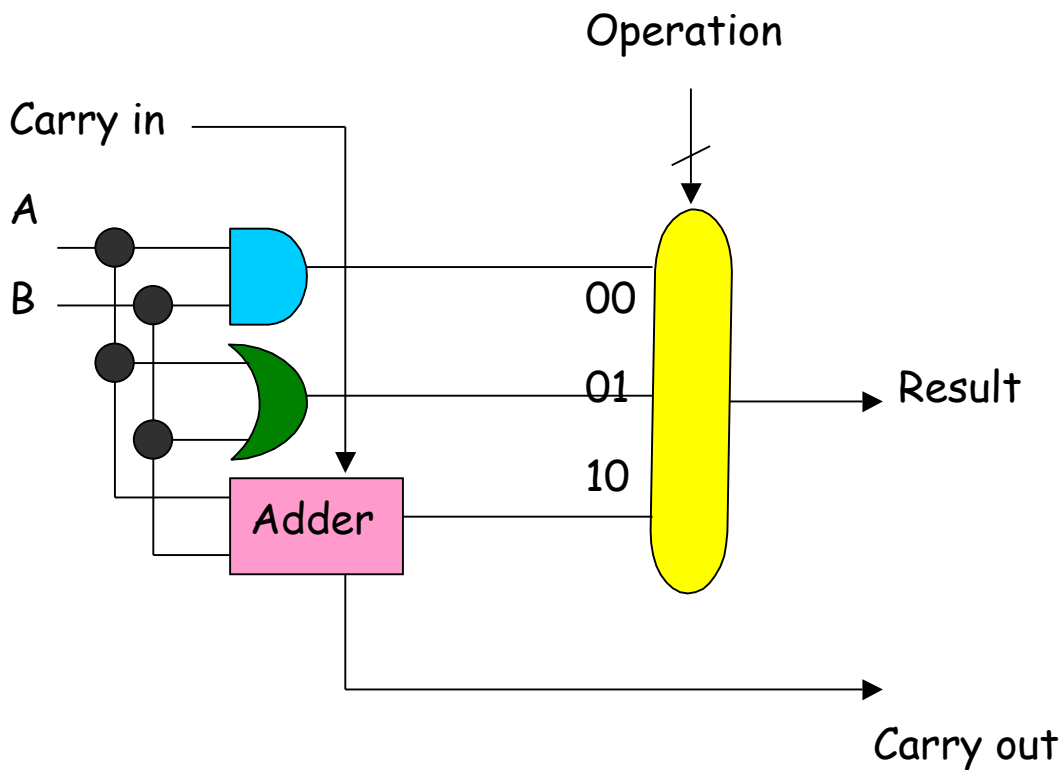 Operation
Carry in
A
B
00
01
Result
10
Adder
Carry out